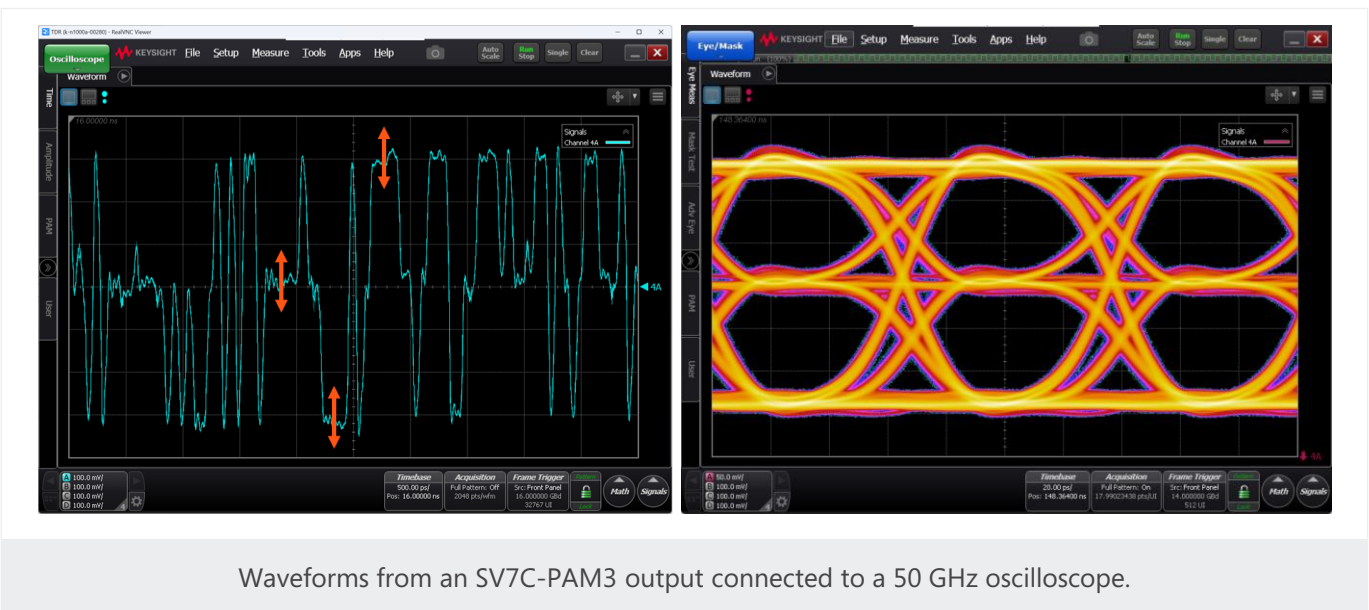 TDR (k-n1000a-00280) - RealVNC Viewer
Oscilloscope KEYSIGHT File Setup Measure Tools Apps Help Auto Scale Run Stop Single Clear
Waveform
Time
Amplitude
PAM
User
16.00000 ns
Signals
Channel 4A
4A
A 100.0 mV/
B 100.0 mV/
C 100.0 mV/
D 100.0 mV/
4
Timebase
500.00 ps/
Pos: 16.00000 ns
Acquisition
Full Pattern: Off
2048 pts/wfm
Frame Trigger
Src: Front Panel
16.000000 GBd
32767 UI
Pattern
Lock
Math
Signals
Eye/Mask KEYSIGHT File Setup Measure Tools Apps Help Auto Scale Run Stop Single Clear
Waveform
Eye Meas
Mask Test
Adv Eye
PAM
User
148.36400 ns
Signals
Channel 4A
4A
A 50.0 mV/
B 100.0 mV/
C 100.0 mV/
D 100.0 mV/
4
Timebase
20.00 ps/
Pos: 148.36400 ns
Acquisition
Full Pattern: On
17.99023438 pts/UI
Frame Trigger
Src: Front Panel
14.000000 GBd
512 UI
Pattern
Lock
Math
Signals
Waveforms from an SV7C-PAM3 output connected to a 50 GHz oscilloscope.